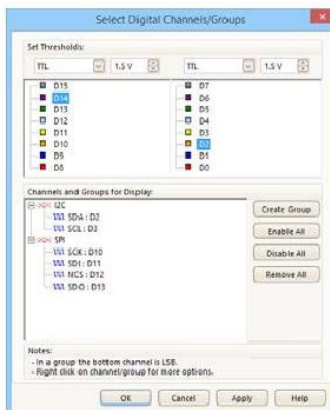 Select Digital Channels/Groups
Set Thresholds:
TTL 1.5 V TTL 1.5 V
D15 D7
D14 D6
D13 D5
D12 D4
D11 D3
D10 D2
D9 D1
D8 D0
Channels and Groups for Display:
I2C
SDA : D2
SCL : D3
SPI
SCK : D10
SDI : D11
NCS : D12
SDO : D13
Create Group
Enable All
Disable All
Remove All
Notes:
- In a group the bottom channel is LSB.
- Right click on channel/group for more options.
OK Cancel Apply Help